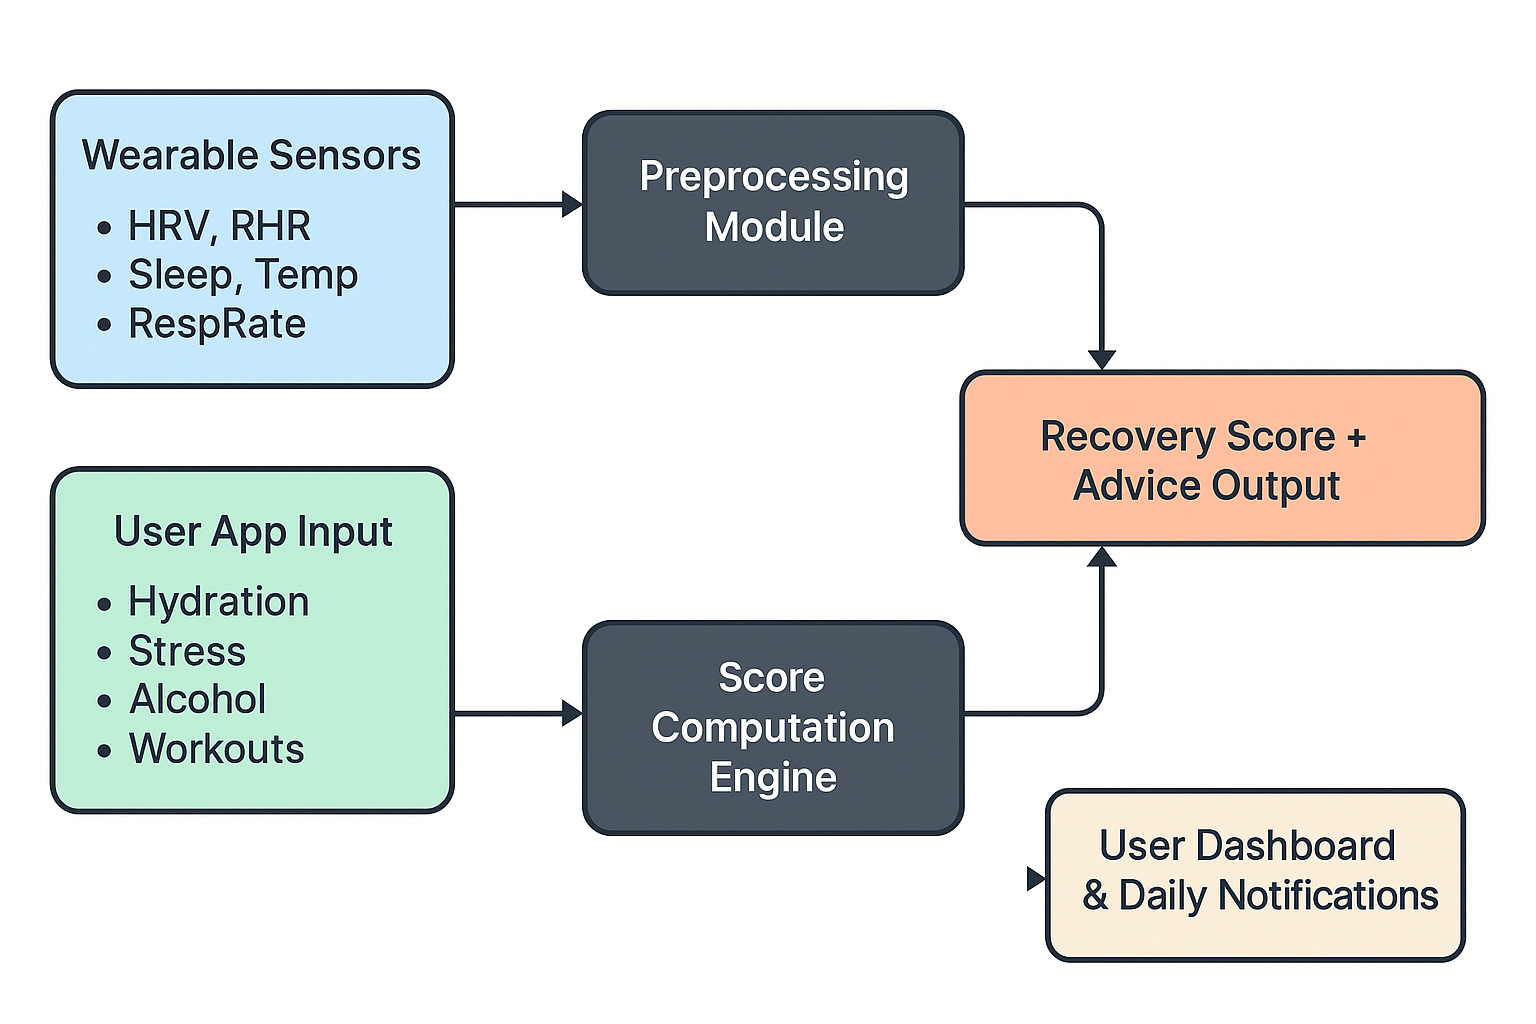 Wearable Sensors
• HRV, RHR
• Sleep, Temp
• RespRate
Preprocessing
Module
Recovery Score +
Advice Output
User App Input
• Hydration
• Stress
• Alcohol
• Workouts
Score
Computation
Engine
User Dashboard
& Daily Notifications